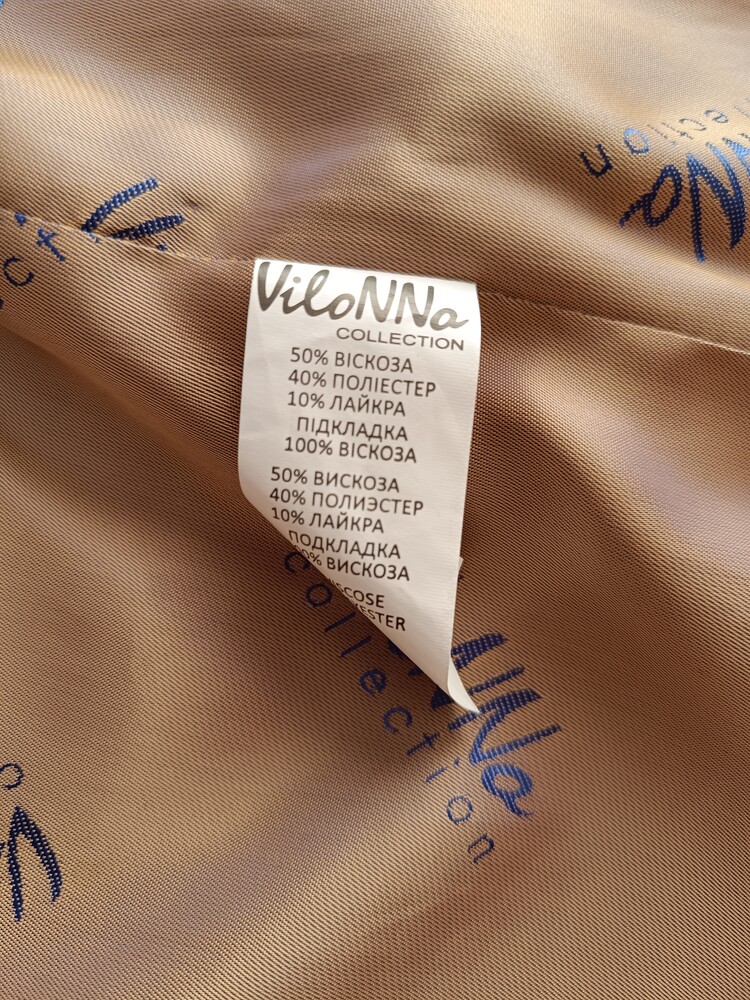 ViloNNa
COLLECTION
50% ВІСКОЗА
40% ПОЛІЕСТЕР
10% ЛАЙКРА
ПІДКЛАДКА
100% ВІСКОЗА
50% ВИСКОЗА
40% ПОЛИЭСТЕР
10% ЛАЙКРА
ПОДКЛАДКА
ВИСКОЗА
collection